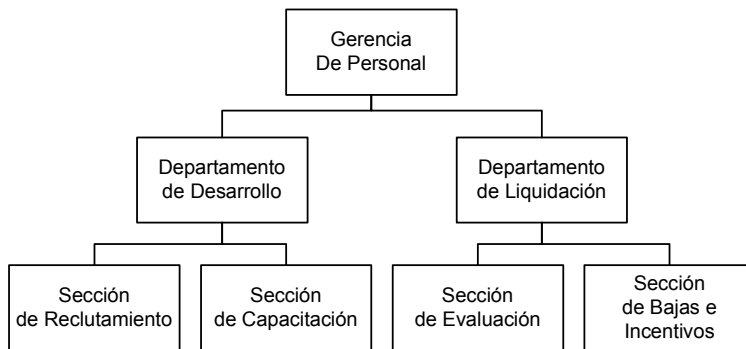 Gerencia
De Personal
Departamento
de Desarrollo
Departamento
de Liquidación
Sección
de Reclutamiento
Sección
de Capacitación
Sección
de Evaluación
Sección
de Bajas e
Incentivos